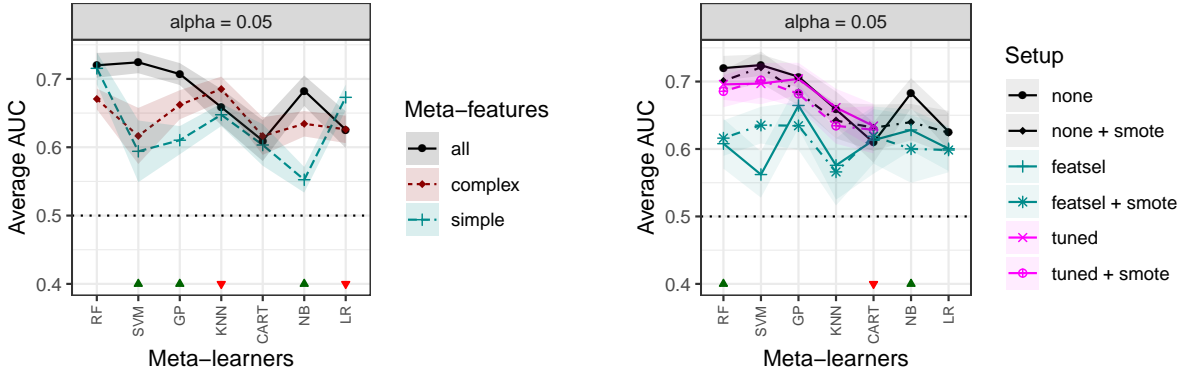 alpha = 0.05
Average AUC
0.7
0.6
0.5
0.4
RF
SVM
GP
KNN
CART
NB
LR
Meta−learners
Meta−features
all
complex
simple
alpha = 0.05
Average AUC
0.7
0.6
0.5
0.4
RF
SVM
GP
KNN
CART
NB
LR
Meta−learners
Setup
none
none + smote
featsel
featsel + smote
tuned
tuned + smote